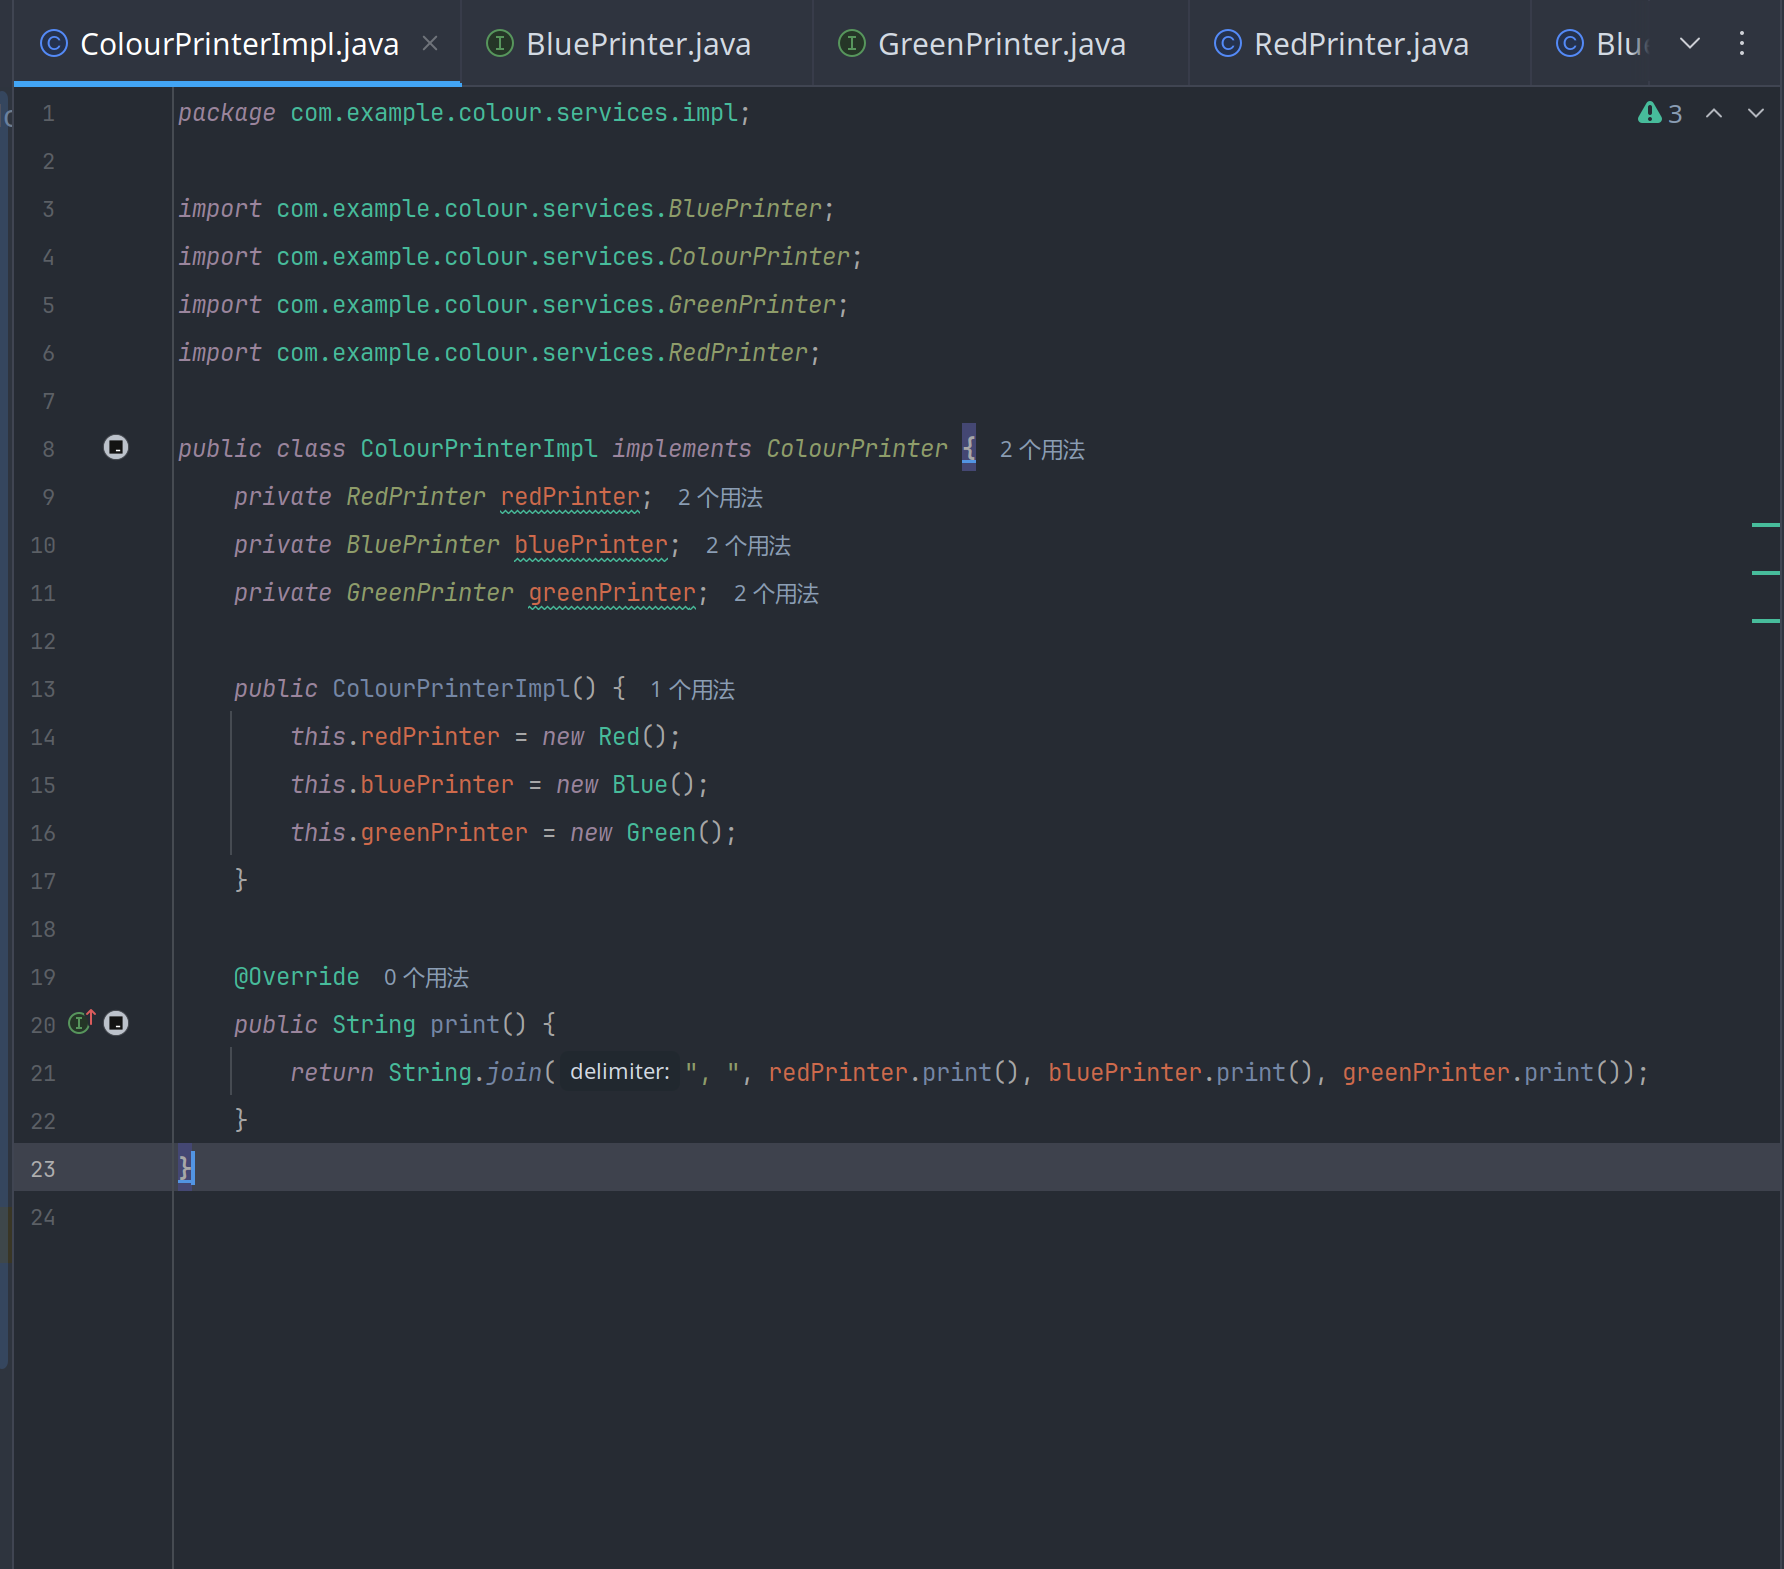 ColourPrinterImpl.java BluePrinter.java GreenPrinter.java RedPrinter.java
1 package com.example.colour.services.impl; 3
2
3 import com.example.colour.services.BluePrinter;
4 import com.example.colour.services.ColourPrinter;
5 import com.example.colour.services.GreenPrinter;
6 import com.example.colour.services.RedPrinter;
7
8 public class ColourPrinterImpl implements ColourPrinter { 2 个用法
9 private RedPrinter redPrinter; 2 个用法
10 private BluePrinter bluePrinter; 2 个用法
11 private GreenPrinter greenPrinter; 2 个用法
12
13 public ColourPrinterImpl() { 1 个用法
14 this.redPrinter = new Red();
15 this.bluePrinter = new Blue();
16 this.greenPrinter = new Green();
17 }
18
19 @Override 0 个用法
20 public String print() {
21 return String.join( delimiter: ", ", redPrinter.print(), bluePrinter.print(), greenPrinter.print());
22 }
23 }
24